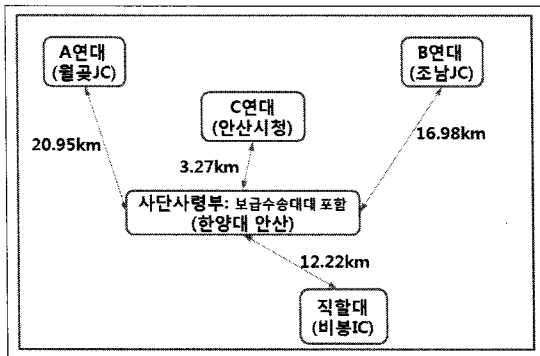 A연대
(월곶JC)
B연대
(조남JC)
C연대
(안산시청)
20.95km
16.98km
3.27km
사단사령부: 보급수송대대 포함
(한양대 안산)
12.22km
직할대
(비봉IC)